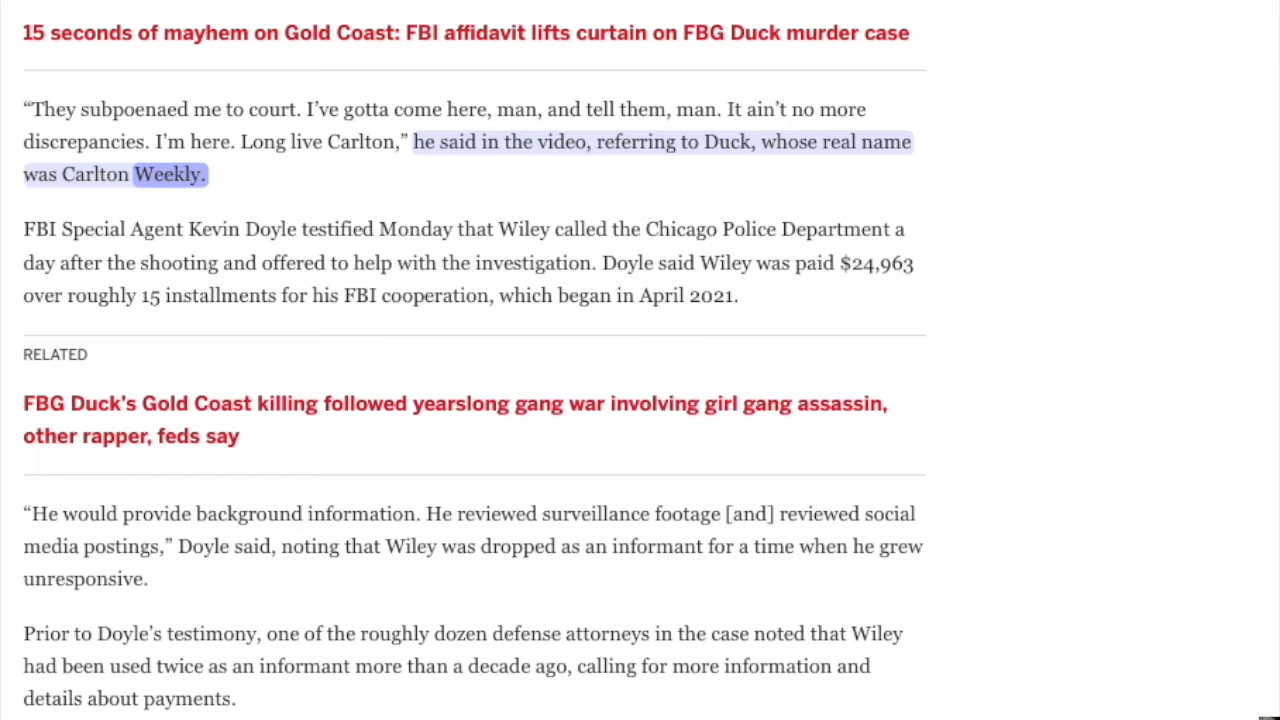 15 seconds of mayhem on Gold Coast: FBI affidavit lifts curtain on FBG Duck murder case
“They subpoenaed me to court. I’ve gotta come here, man, and tell them, man. It ain’t no more
discrepancies. I’m here. Long live Carlton,” he said in the video, referring to Duck, whose real name
was Carlton Weekly.
FBI Special Agent Kevin Doyle testified Monday that Wiley called the Chicago Police Department a
day after the shooting and offered to help with the investigation. Doyle said Wiley was paid $24,963
over roughly 15 installments for his FBI cooperation, which began in April 2021.
RELATED
FBG Duck’s Gold Coast killing followed yearslong gang war involving girl gang assassin,
other rapper, feds say
“He would provide background information. He reviewed surveillance footage [and] reviewed social
media postings,” Doyle said, noting that Wiley was dropped as an informant for a time when he grew
unresponsive.
Prior to Doyle’s testimony, one of the roughly dozen defense attorneys in the case noted that Wiley
had been used twice as an informant more than a decade ago, calling for more information and
details about payments.